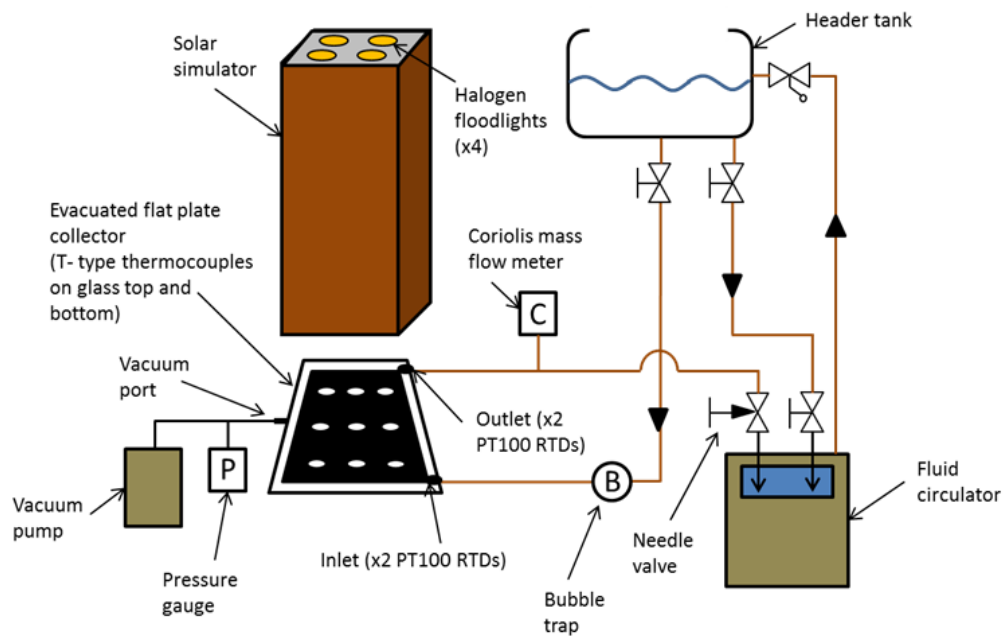 Solar
simulator
Halogen
floodlights
(x4)
Header tank
Evacuated flat plate
collector
(T- type thermocouples
on glass top and
bottom)
Coriolis mass
flow meter
C
Vacuum
port
Outlet (x2
PT100 RTDs)
P
B
Vacuum
pump
Inlet (x2 PT100 RTDs)
Pressure
gauge
Bubble
trap
Needle
valve
Fluid
circulator